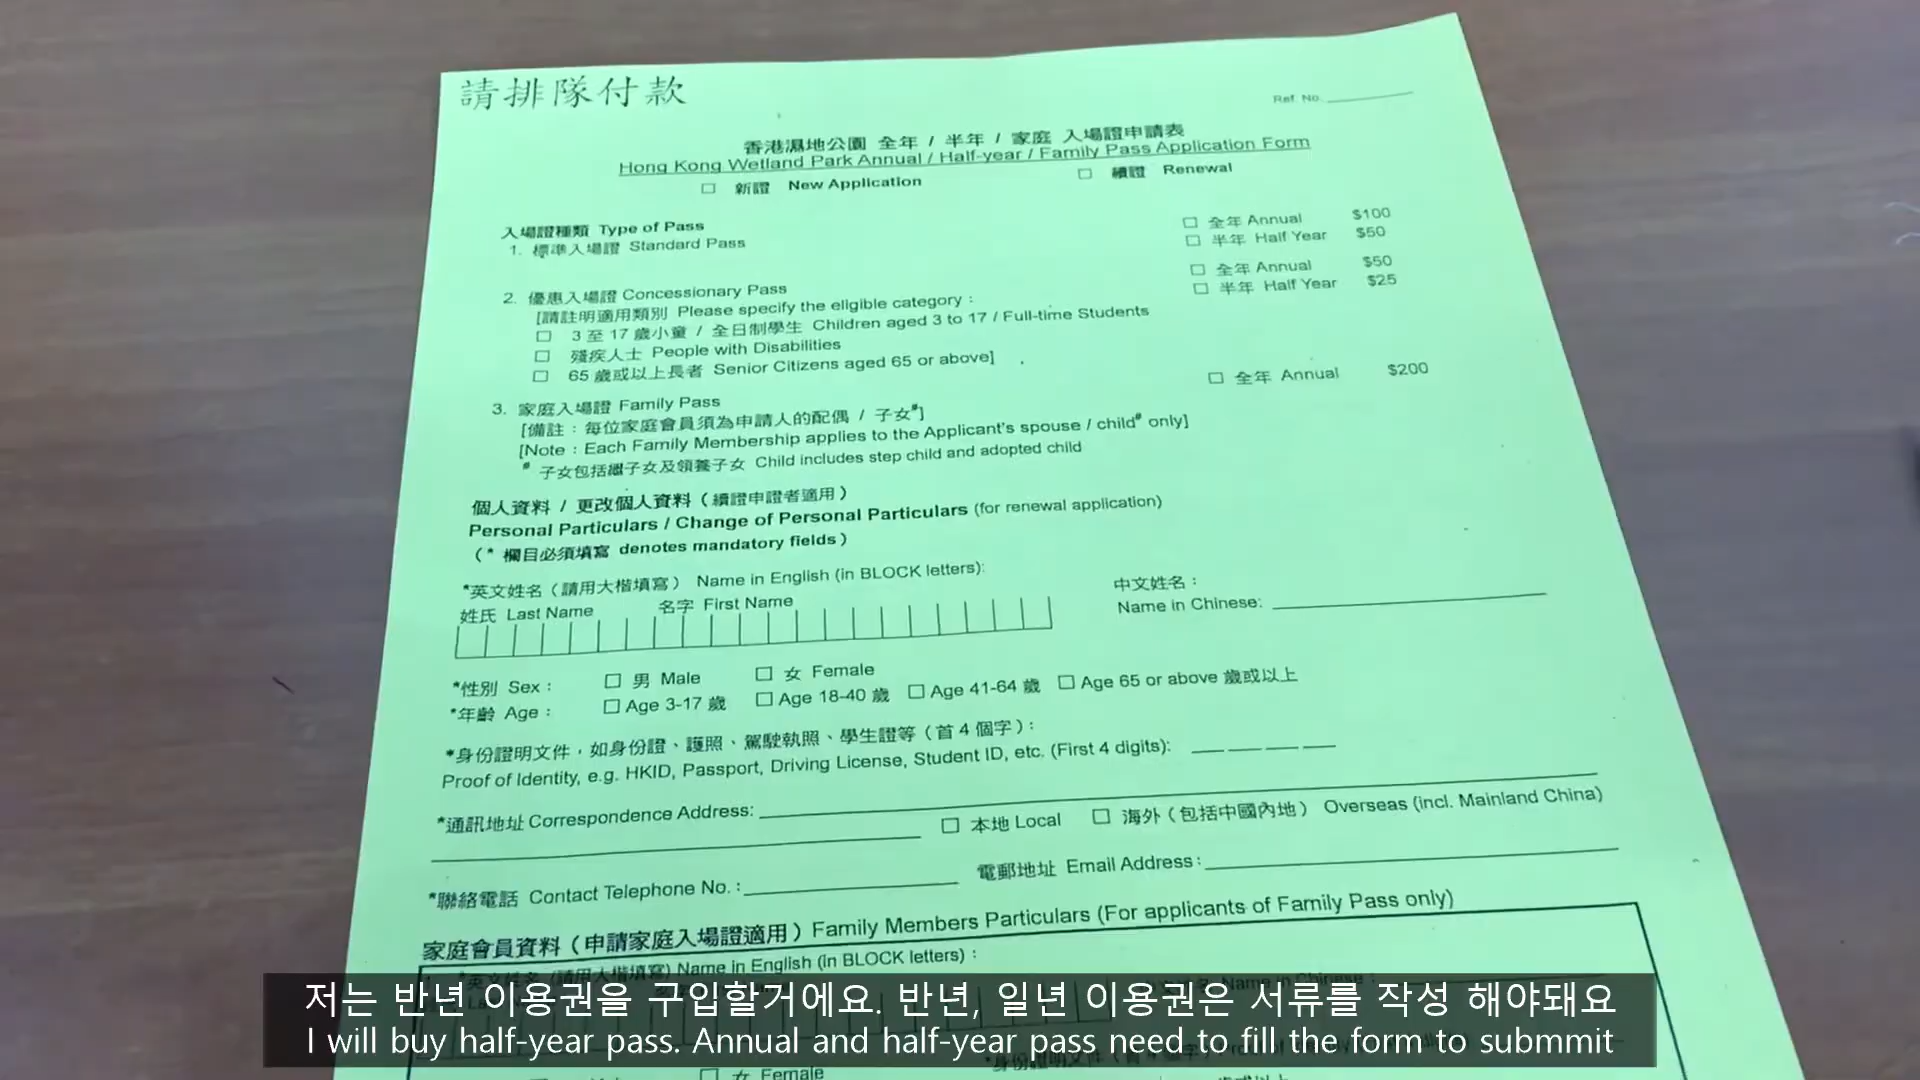 請排隊付款
Ref. No.
香港濕地公園 全年 / 半年 / 家庭 入場證申請表
Hong Kong Wetland Park Annual / Half-year / Family Pass Application Form
☐ 新證 New Application ☐ 續證 Renewal
入場證種類 Type of Pass
1. 標準入場證 Standard Pass ☐ 全年 Annual $100
☐ 半年 Half Year $50
2. 優惠入場證 Concessionary Pass ☐ 全年 Annual $50
[請註明適用類別 Please specify the eligible category : ☐ 半年 Half Year $25
☐ 3 至 17 歲小童 / 全日制學生 Children aged 3 to 17 / Full-time Students
☐ 殘疾人士 People with Disabilities
☐ 65 歲或以上長者 Senior Citizens aged 65 or above]
3. 家庭入場證 Family Pass ☐ 全年 Annual $200
[備註：每位家庭會員須為申請人的配偶 / 子女#]
[Note : Each Family Membership applies to the Applicant's spouse / child# only]
# 子女包括繼子女及領養子女 Child includes step child and adopted child
個人資料 / 更改個人資料（續證申證者適用）
Personal Particulars / Change of Personal Particulars (for renewal application)
（* 欄目必須填寫 denotes mandatory fields）
*英文姓名（請用大楷填寫） Name in English (in BLOCK letters):
姓氏 Last Name 名字 First Name
中文姓名：
Name in Chinese:
*性別 Sex : ☐ 男 Male ☐ 女 Female
*年齡 Age : ☐ Age 3-17 歲 ☐ Age 18-40 歲 ☐ Age 41-64 歲 ☐ Age 65 or above 歲或以上
*身份證明文件，如身份證、護照、駕駛執照、學生證等（首 4 個字）:
Proof of Identity, e.g. HKID, Passport, Driving License, Student ID, etc. (First 4 digits):
*通訊地址 Correspondence Address:
☐ 本地 Local ☐ 海外（包括中國內地） Overseas (incl. Mainland China)
*聯絡電話 Contact Telephone No. : 電郵地址 Email Address :
家庭會員資料（申請家庭入場證適用）Family Members Particulars (For applicants of Family Pass only)
*英文姓名（請用大楷填寫) Name in English (in BLOCK letters) :
저는 반년 이용권을 구입할거에요. 반년, 일년 이용권은 서류를 작성 해야돼요
I will buy half-year pass. Annual and half-year pass need to fill the form to submmit
☐ 女 Female